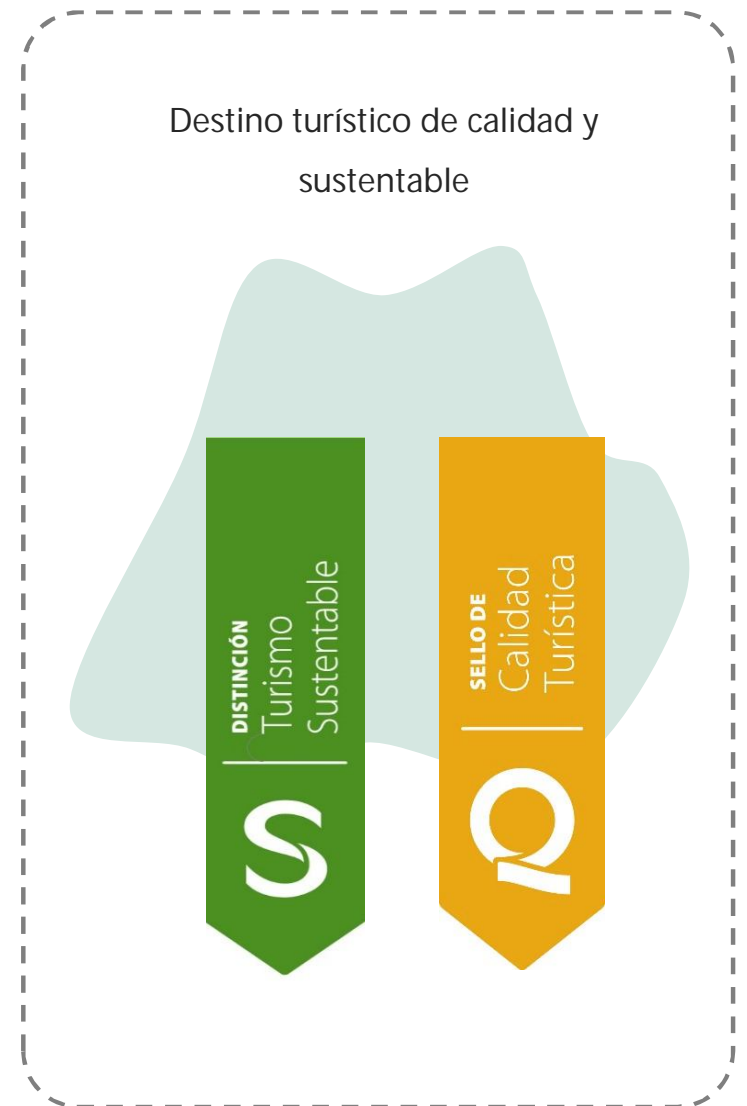 Destino turístico de calidad y
sustentable
DISTINCIÓN
Turismo
Sustentable
S
SELLO DE
Calidad
Turística
Q